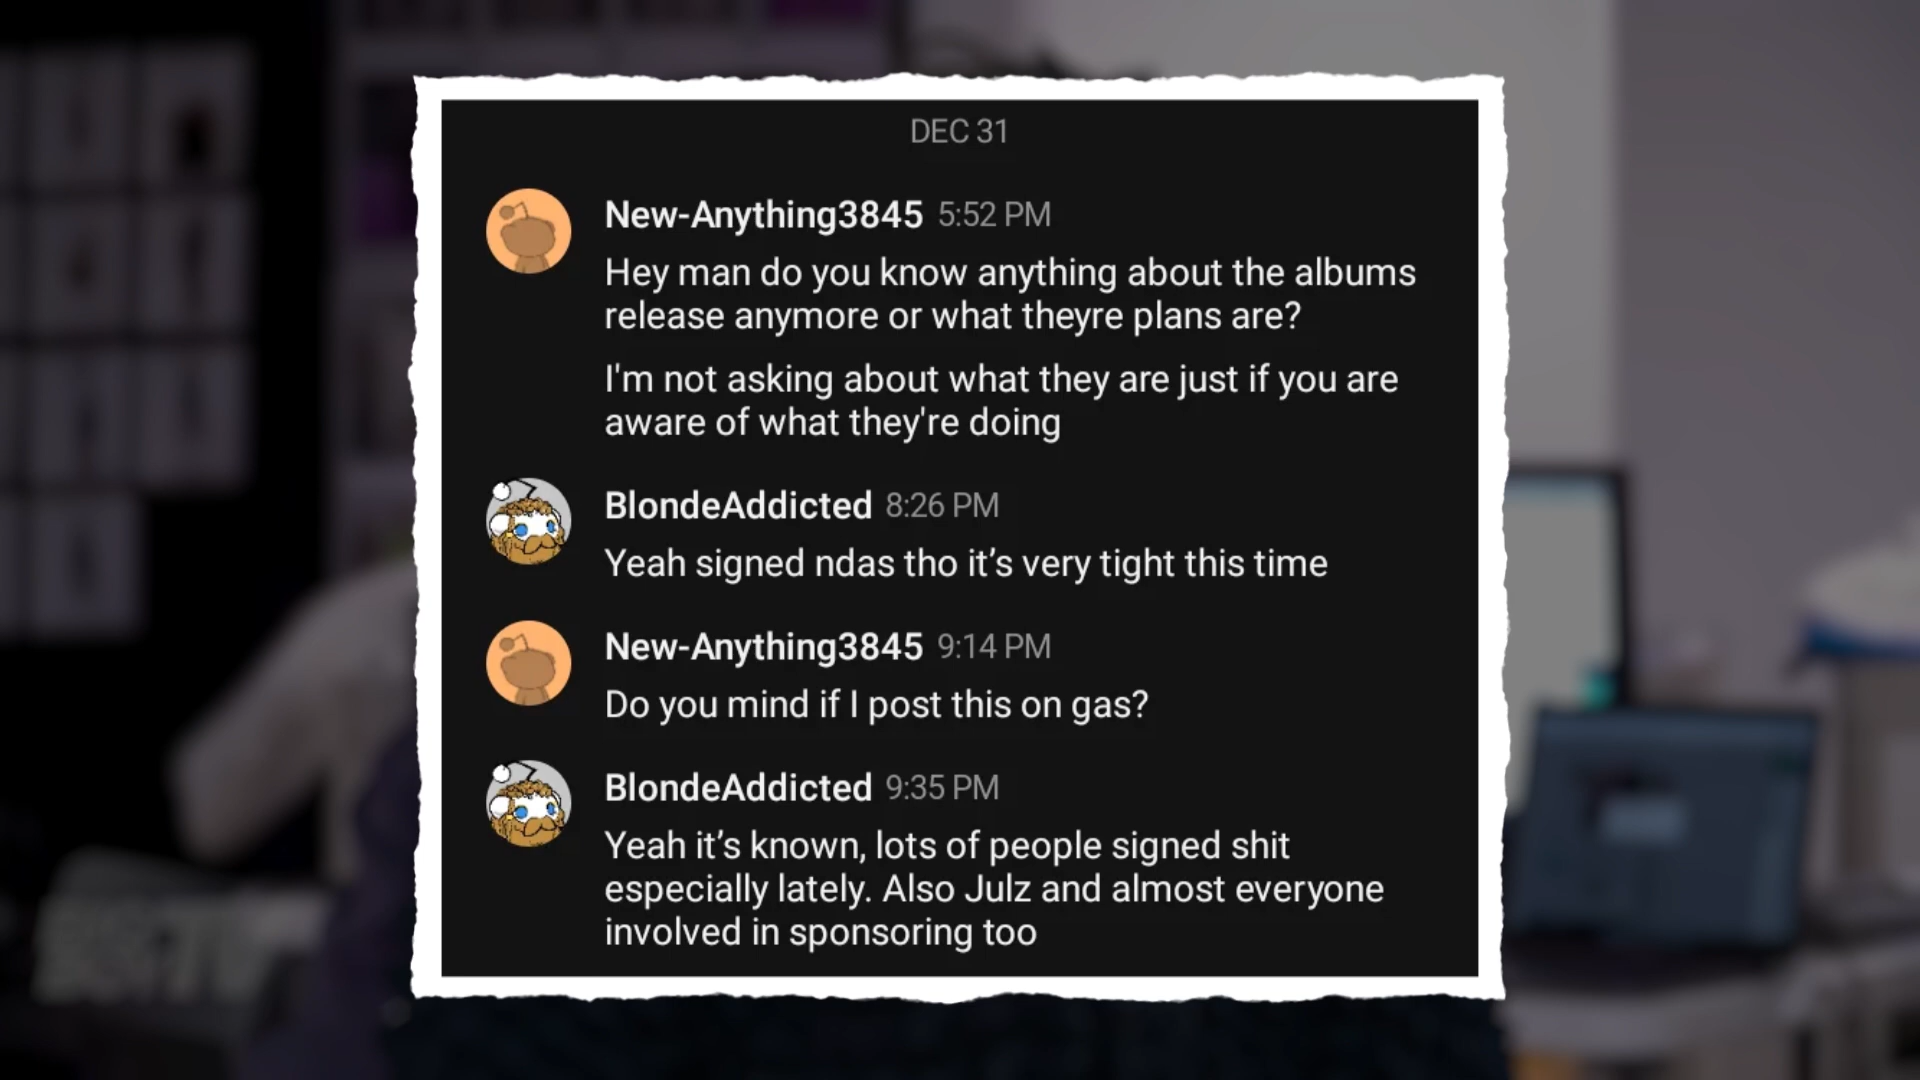 DEC 31
New-Anything3845 5:52 PM
Hey man do you know anything about the albums
release anymore or what theyre plans are?
I'm not asking about what they are just if you are
aware of what they're doing
BlondeAddicted 8:26 PM
Yeah signed ndas tho it’s very tight this time
New-Anything3845 9:14 PM
Do you mind if I post this on gas?
BlondeAddicted 9:35 PM
Yeah it’s known, lots of people signed shit
especially lately. Also Julz and almost everyone
involved in sponsoring too